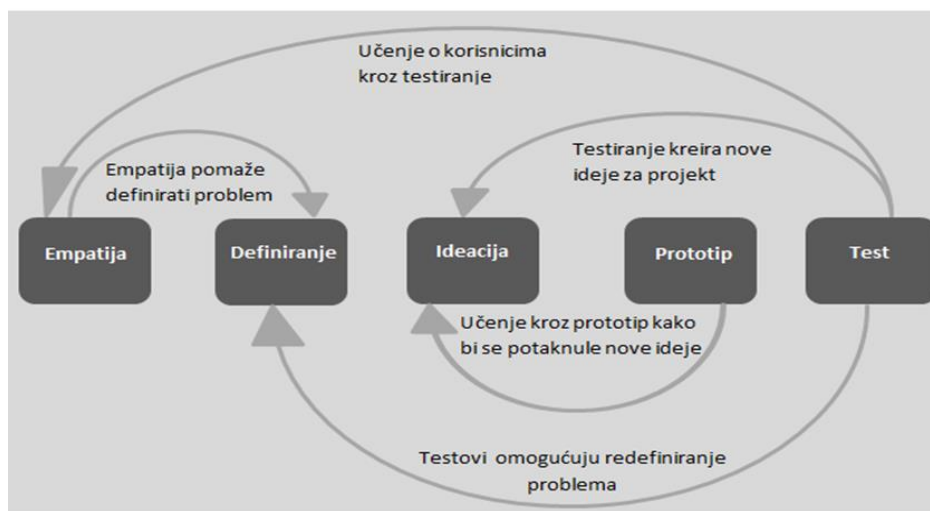 Učenje o korisnicima
kroz testiranje
Empatija pomaže
definirati problem
Testiranje kreira nove
ideje za projekt
Empatija
Definiranje
Ideacija
Prototip
Test
Učenje kroz prototip kako
bi se potaknule nove ideje
Testovi omogućuju redefiniranje
problema